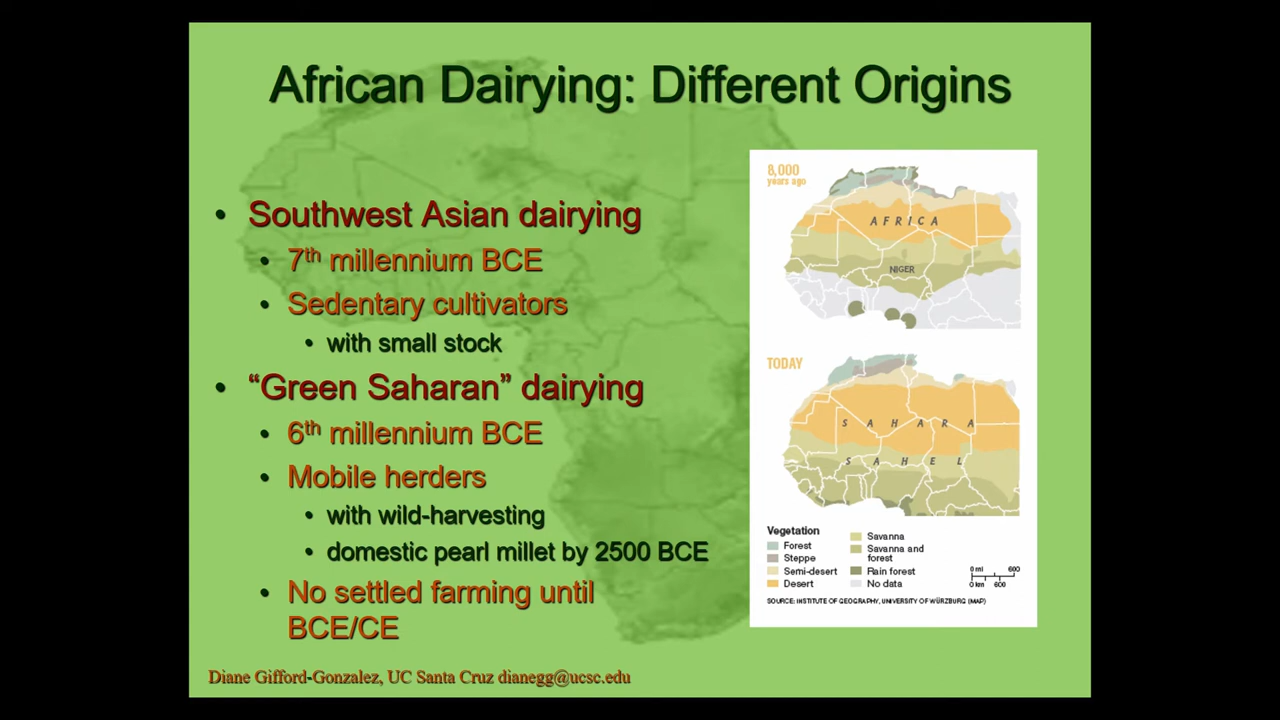 African Dairying: Different Origins
• Southwest Asian dairying
• 7th millennium BCE
• Sedentary cultivators
• with small stock
• “Green Saharan” dairying
• 6th millennium BCE
• Mobile herders
• with wild-harvesting
• domestic pearl millet by 2500 BCE
• No settled farming until
BCE/CE
8,000
years ago
AFRICA
NIGER
TODAY
SAHARA
SAHEL
Vegetation
Forest
Steppe
Semi-desert
Desert
Savanna
Savanna and
forest
Rain forest
No data
0 mi 600
0 km 600
SOURCE: INSTITUTE OF GEOGRAPHY, UNIVERSITY OF WÜRZBURG (MAP)
Diane Gifford-Gonzalez, UC Santa Cruz dianegg@ucsc.edu